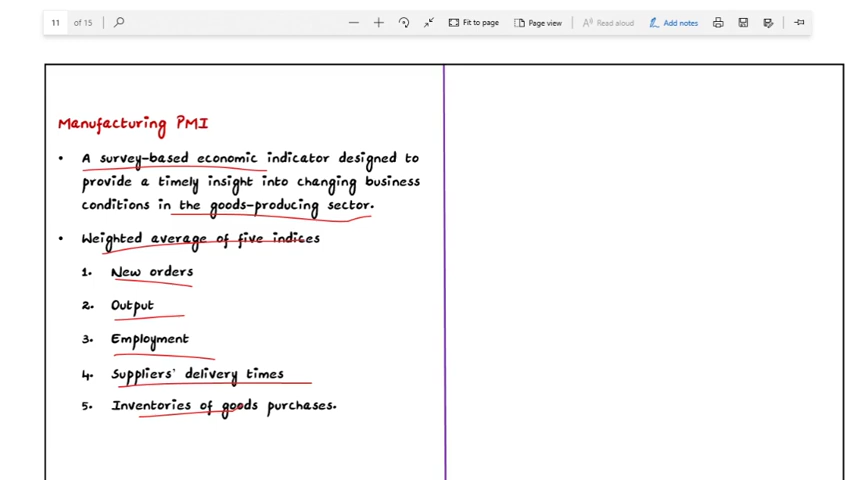 11 of 15 Fit to page Page view Read aloud Add notes
Manufacturing PMI
• A survey-based economic indicator designed to
provide a timely insight into changing business
conditions in the goods-producing sector.
• Weighted average of five indices
1. New orders
2. Output
3. Employment
4. Suppliers' delivery times
5. Inventories of goods purchases.